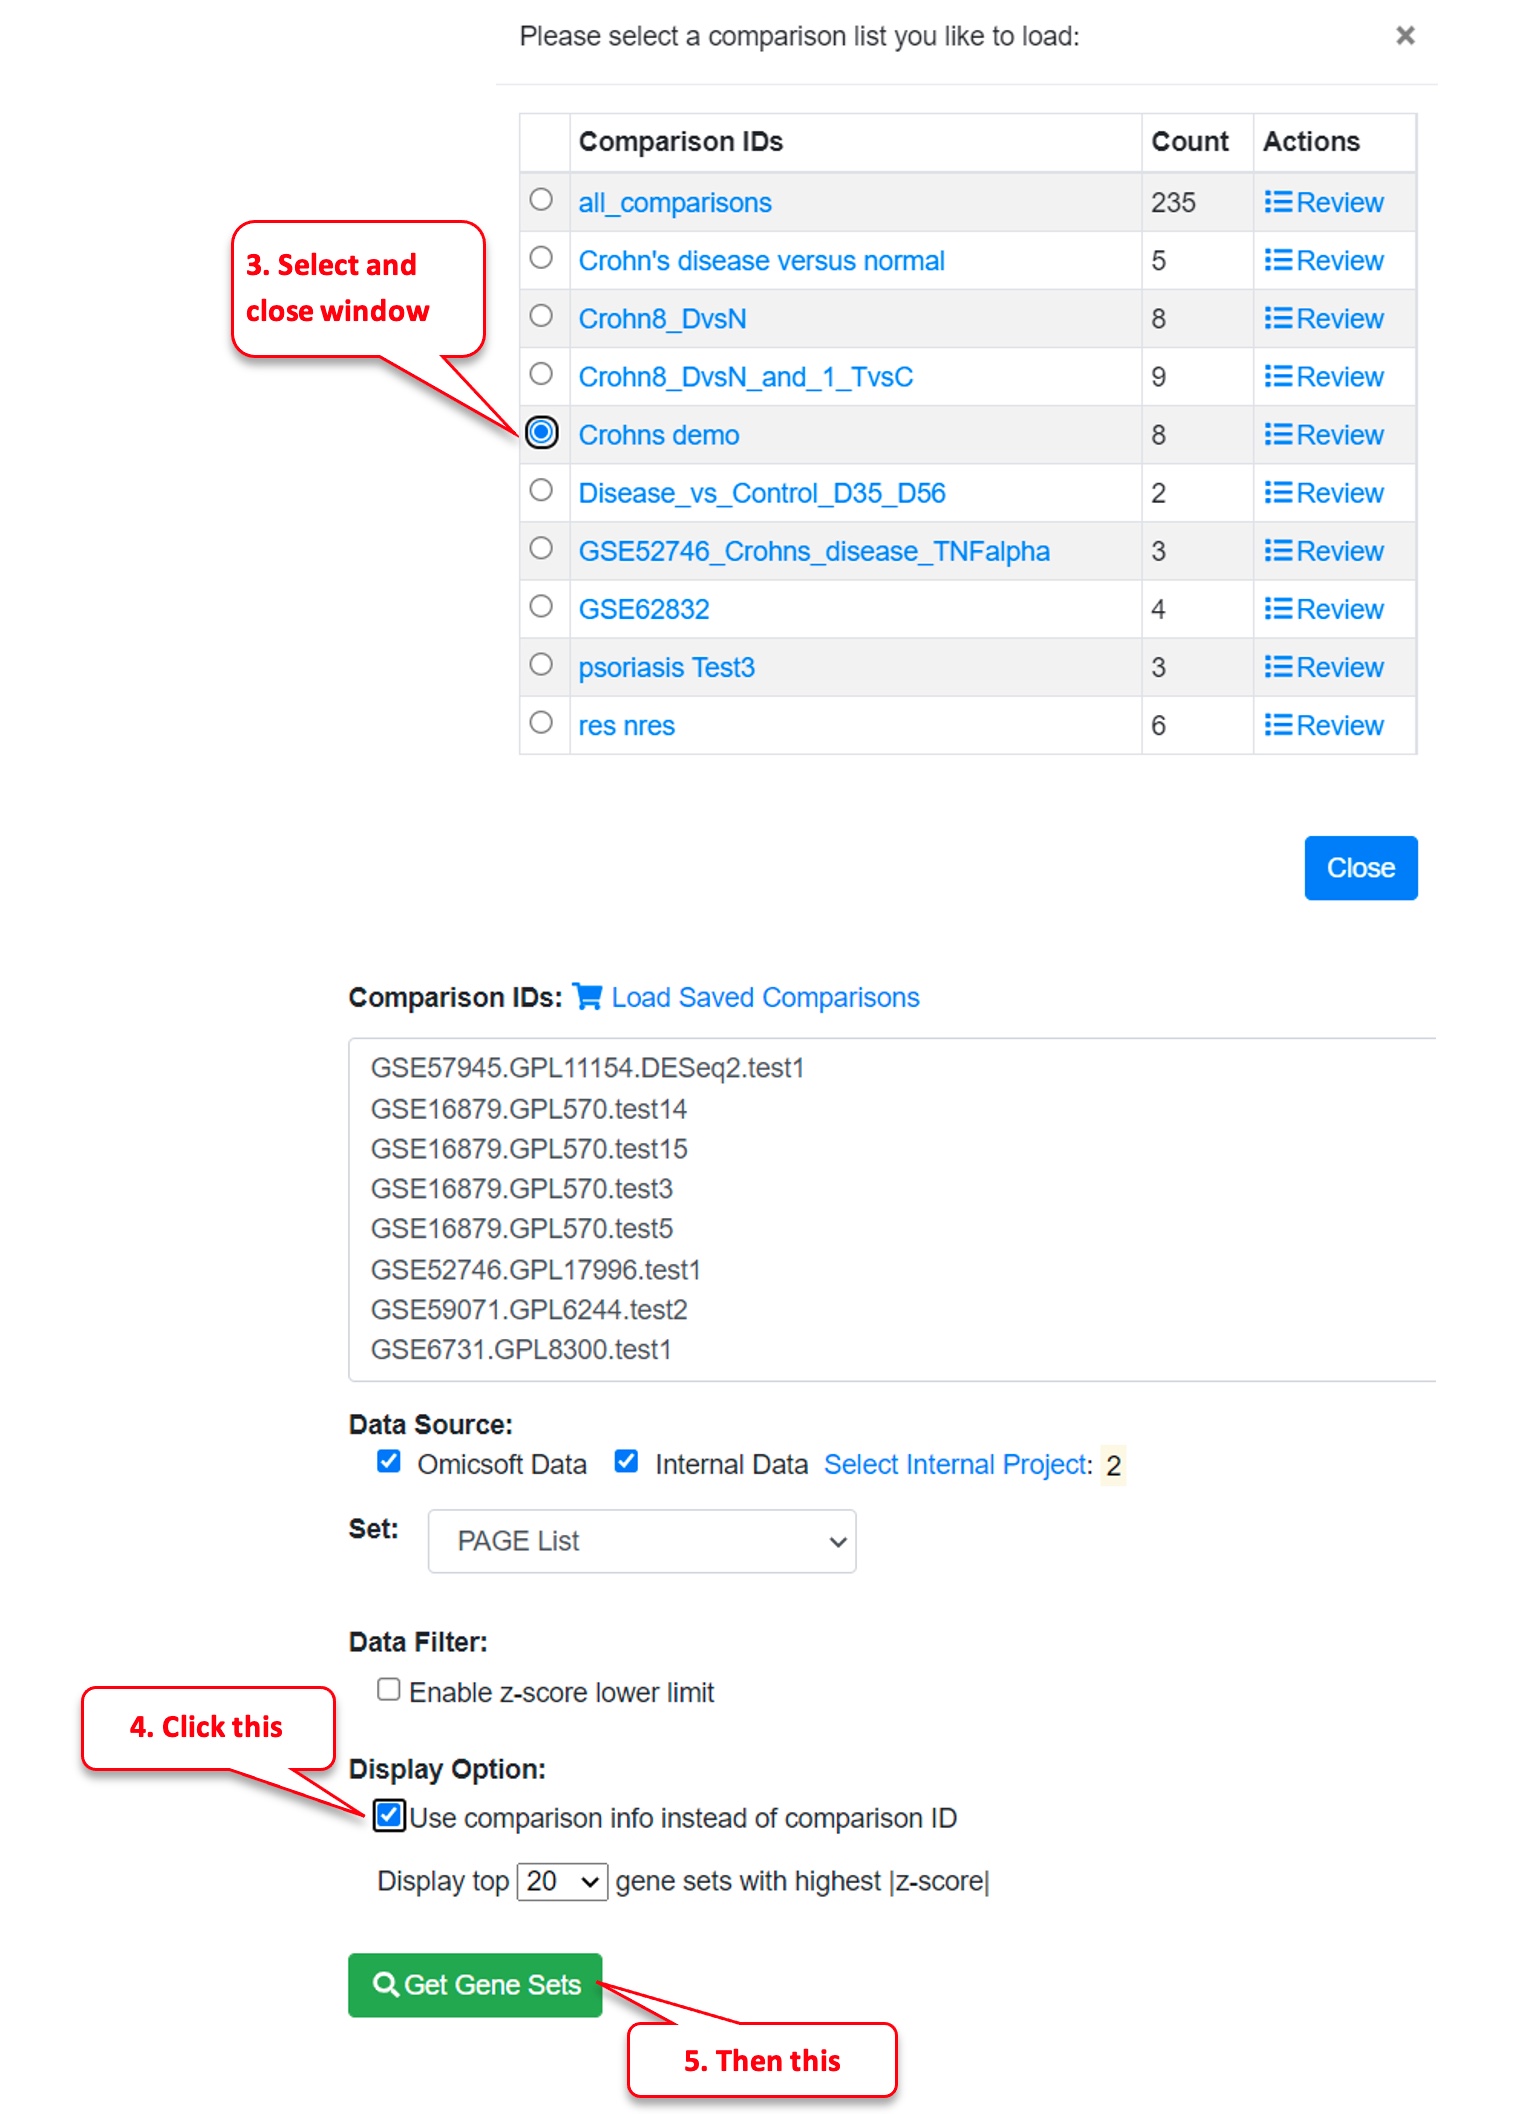 Please select a comparison list you like to load: ×
Comparison IDs Count Actions
all_comparisons 235 Review
3. Select and
close window
Crohn's disease versus normal 5 Review
Crohn8_DvsN 8 Review
Crohn8_DvsN_and_1_TvsC 9 Review
Crohns demo 8 Review
Disease_vs_Control_D35_D56 2 Review
GSE52746_Crohns_disease_TNFalpha 3 Review
GSE62832 4 Review
psoriasis Test3 3 Review
res nres 6 Review
Close
Comparison IDs: Load Saved Comparisons
GSE57945.GPL11154.DESeq2.test1
GSE16879.GPL570.test14
GSE16879.GPL570.test15
GSE16879.GPL570.test3
GSE16879.GPL570.test5
GSE52746.GPL17996.test1
GSE59071.GPL6244.test2
GSE6731.GPL8300.test1
Data Source:
Omicsoft Data Internal Data Select Internal Project: 2
Set: PAGE List
Data Filter:
Enable z-score lower limit
4. Click this
Display Option:
Use comparison info instead of comparison ID
Display top 20 gene sets with highest |z-score|
Get Gene Sets
5. Then this